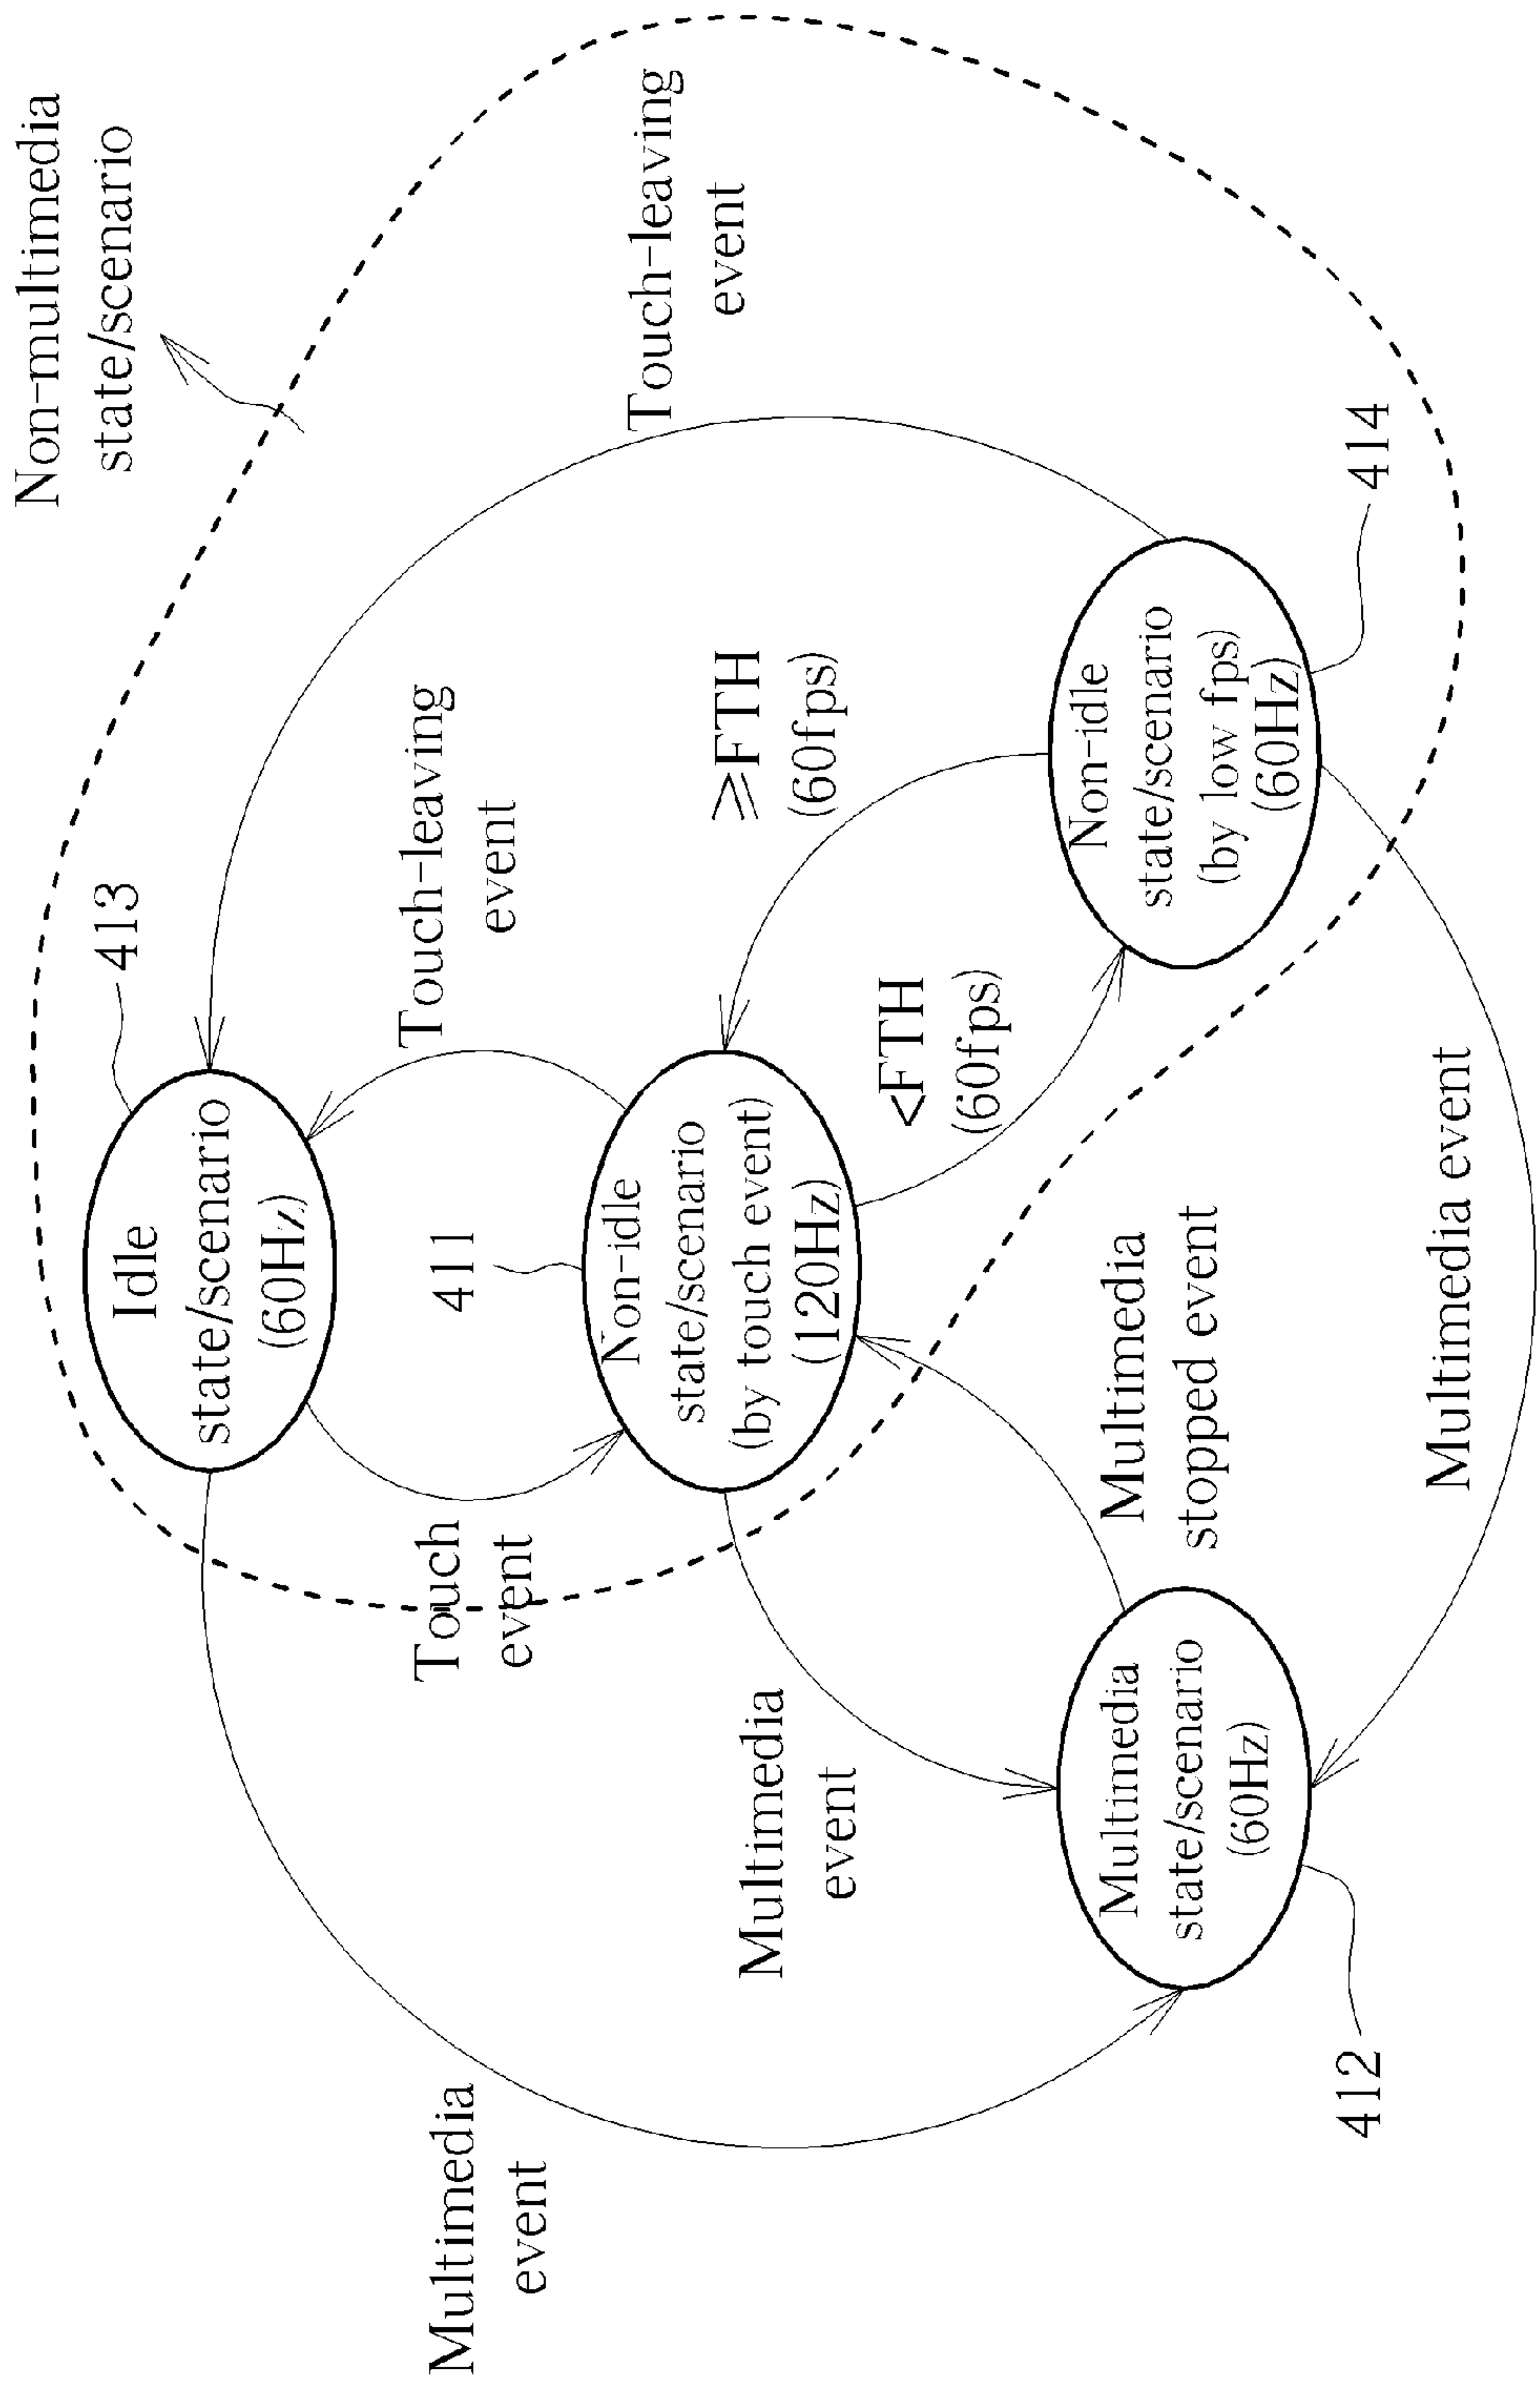 Non-multimedia
state/scenario
413
Idle
state/scenario
(60Hz)
Multimedia
event
Touch
event
411
Touch-leaving
event
Touch-leaving
event
Non-idle
state/scenario
(by touch event)
(120Hz)
≥FTH
(60fps)
<FTH
(60fps)
Multimedia
event
Multimedia
stopped event
Multimedia
state/scenario
(60Hz)
412
Non-idle
state/scenario
(by low fps)
(60Hz)
414
Multimedia event